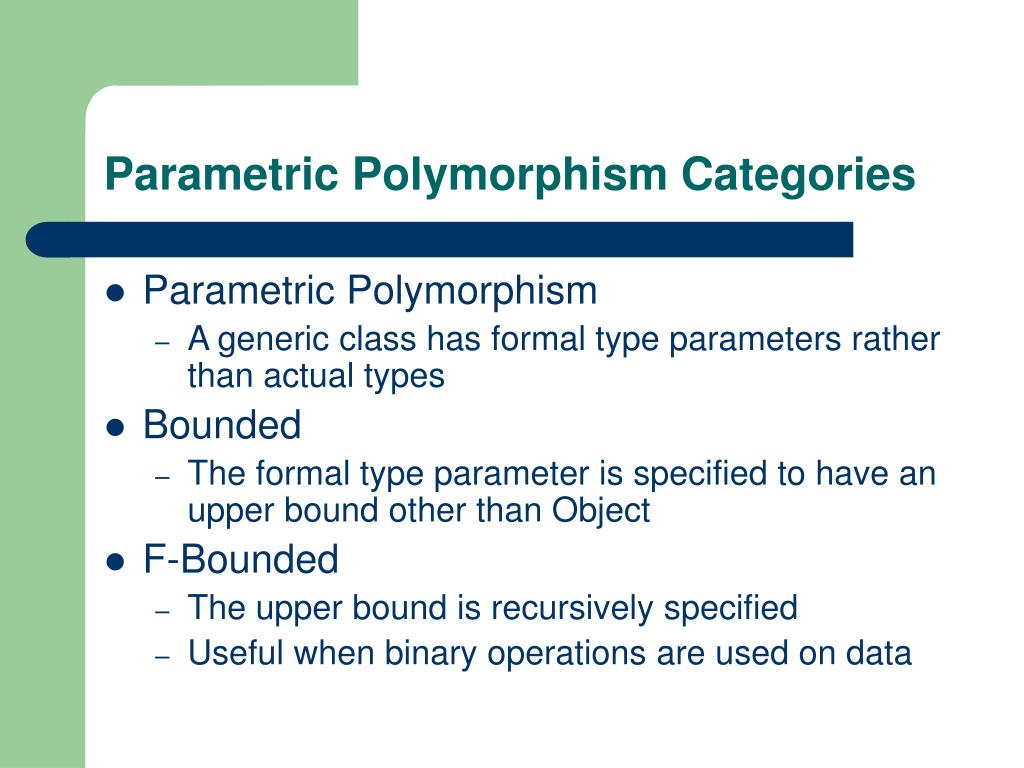 Parametric Polymorphism Categories
● Parametric Polymorphism
– A generic class has formal type parameters rather
than actual types
● Bounded
– The formal type parameter is specified to have an
upper bound other than Object
● F-Bounded
– The upper bound is recursively specified
– Useful when binary operations are used on data